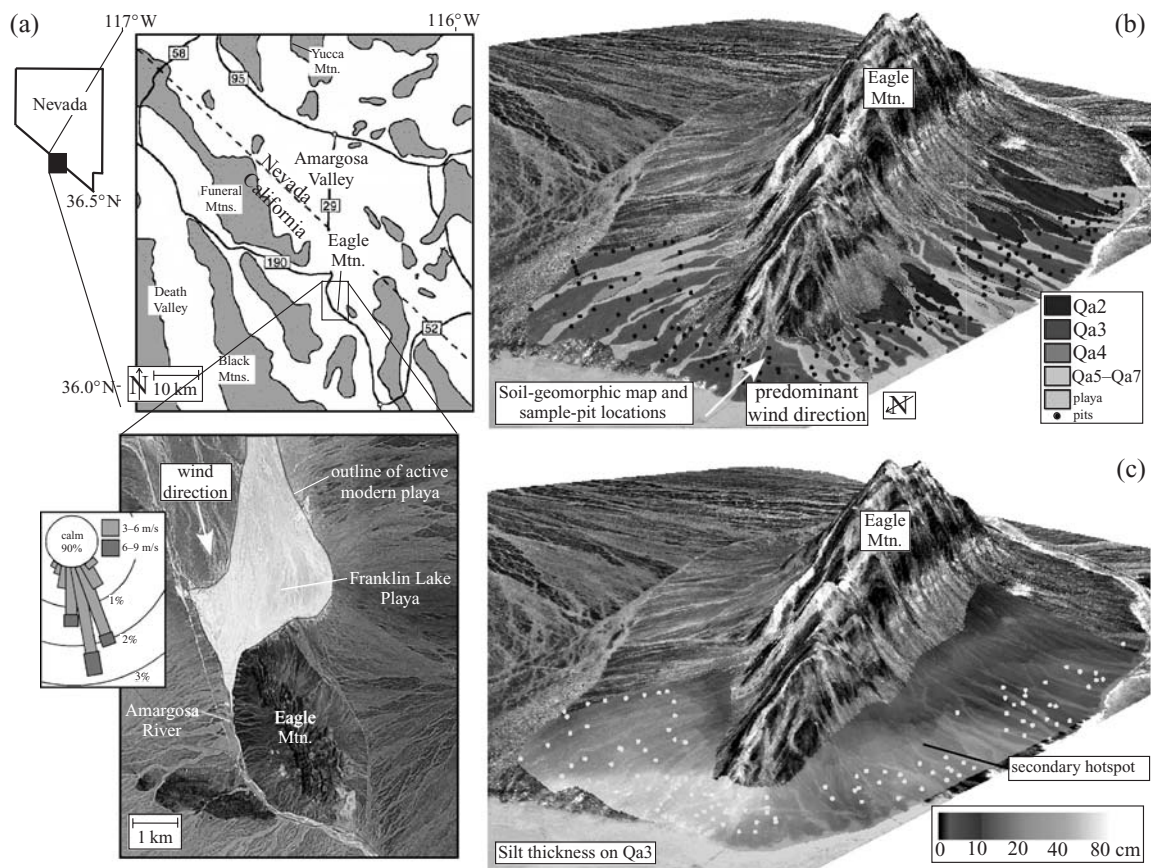 (a)
117°W
116°W
Nevada
36.5°N
36.0°N
58
Yucca
Mtn.
95
Amargosa
Valley
Nevada
California
Funeral
Mtns.
29
Eagle
Mtn.
190
Death
Valley
52
Black
Mtns.
N
10 km
wind
direction
outline of active
modern playa
calm
90%
3–6 m/s
6–9 m/s
1%
2%
3%
Franklin Lake
Playa
Amargosa
River
Eagle
Mtn.
1 km
(b)
Eagle
Mtn.
Qa2
Qa3
Qa4
Qa5–Qa7
playa
pits
Soil-geomorphic map and
sample-pit locations
predominant
wind direction
N
(c)
Eagle
Mtn.
secondary hotspot
Silt thickness on Qa3
0 10 20 40 80 cm